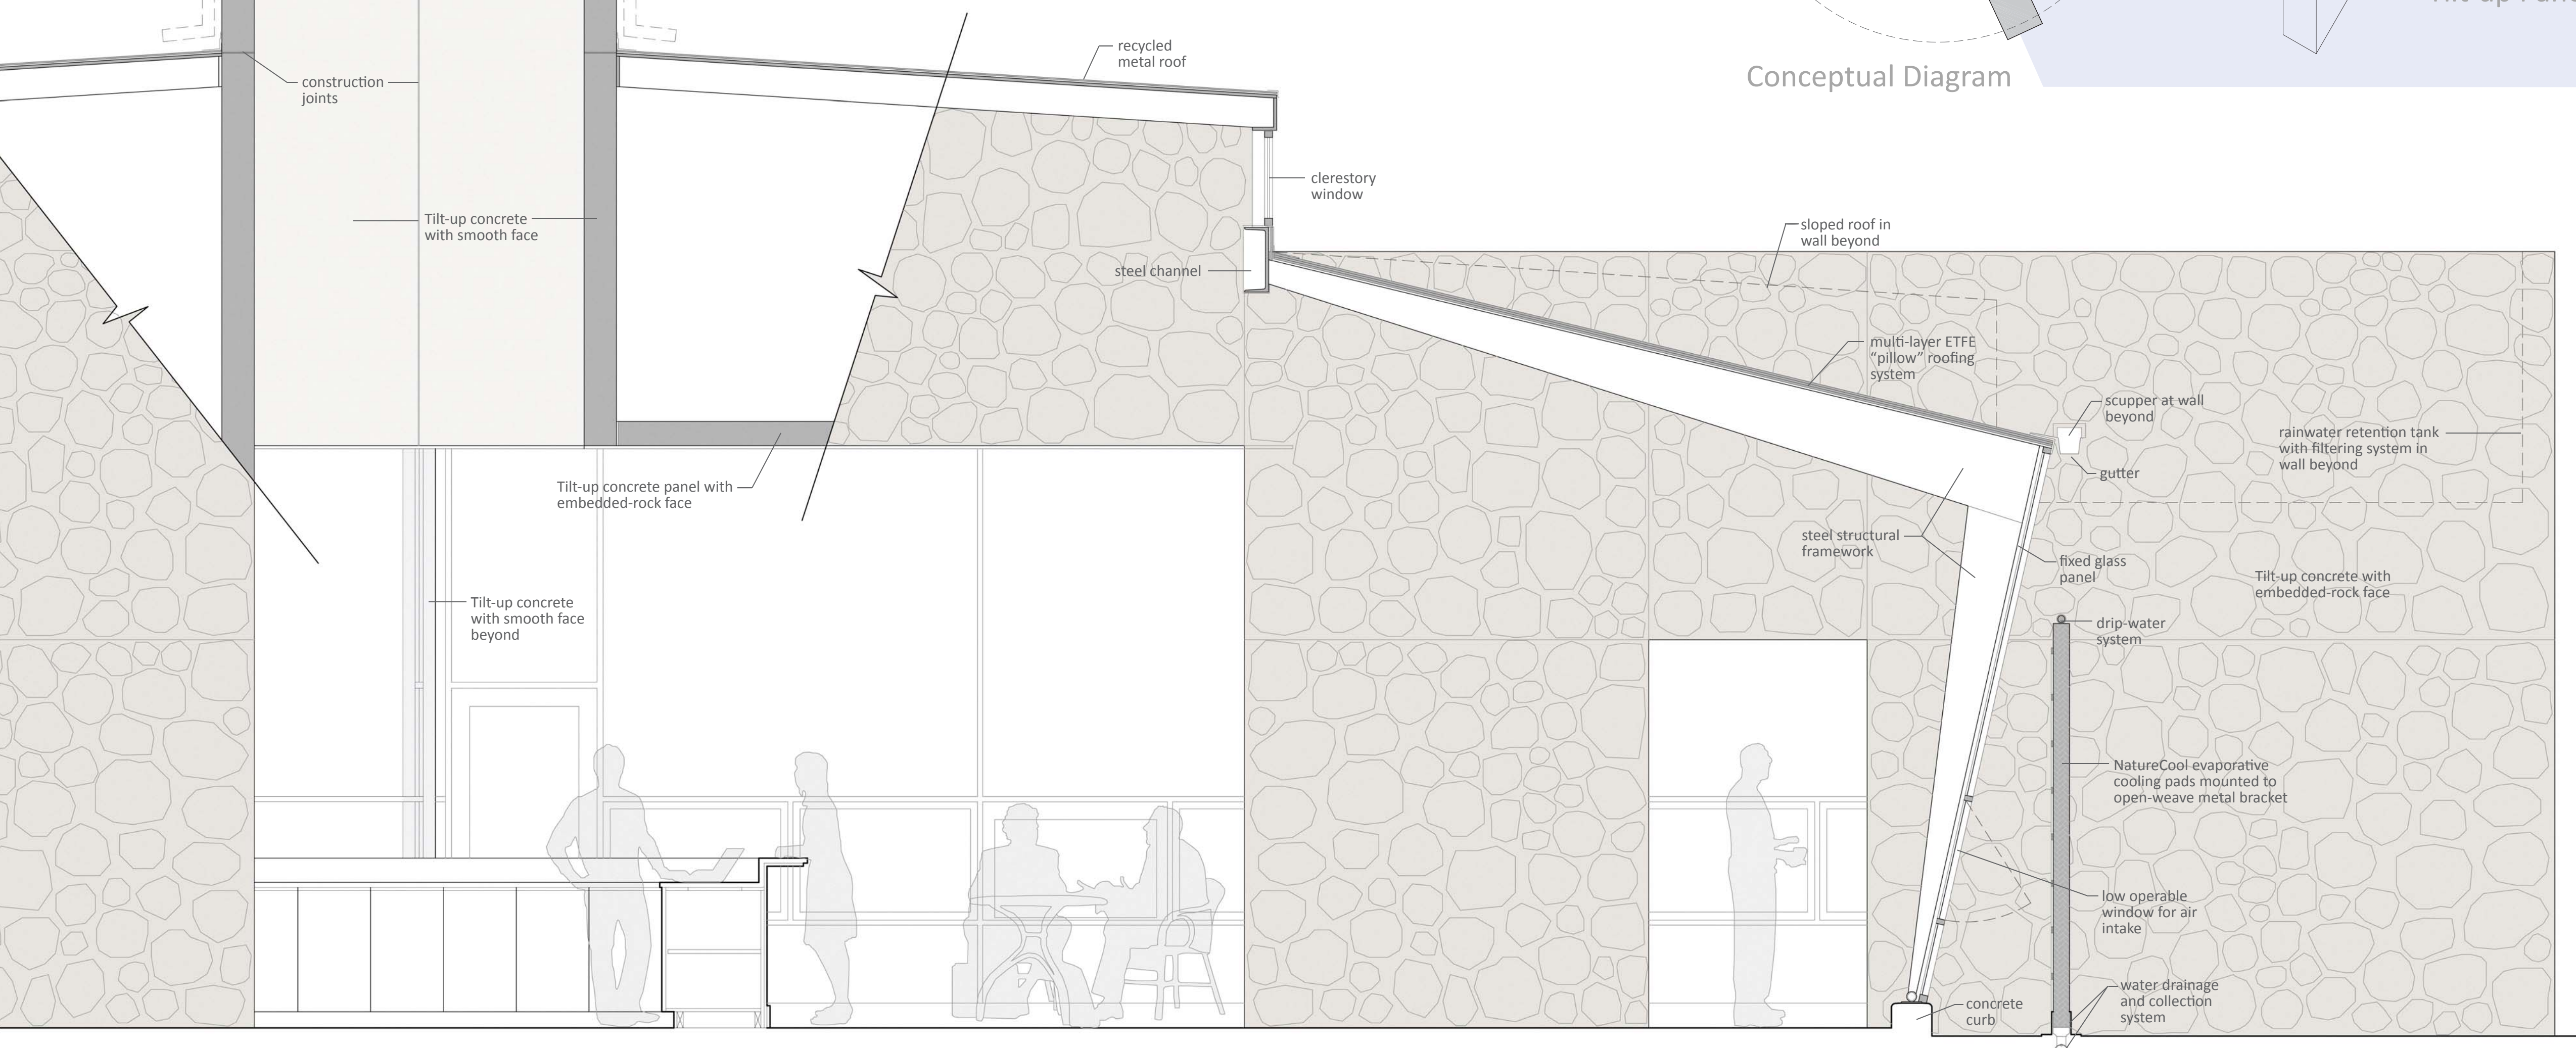 Conceptual Diagram
recycled
metal roof
construction
joints
clerestory
window
Tilt-up concrete
with smooth face
sloped roof in
wall beyond
steel channel
multi-layer ETFE
“pillow” roofing
system
scupper at wall
beyond
rainwater retention tank
with filtering system in
wall beyond
gutter
Tilt-up concrete panel with
embedded-rock face
steel structural
framework
fixed glass
panel
Tilt-up concrete with
embedded-rock face
Tilt-up concrete
with smooth face
beyond
drip-water
system
NatureCool evaporative
cooling pads mounted to
open-weave metal bracket
low operable
window for air
intake
water drainage
and collection
system
concrete
curb